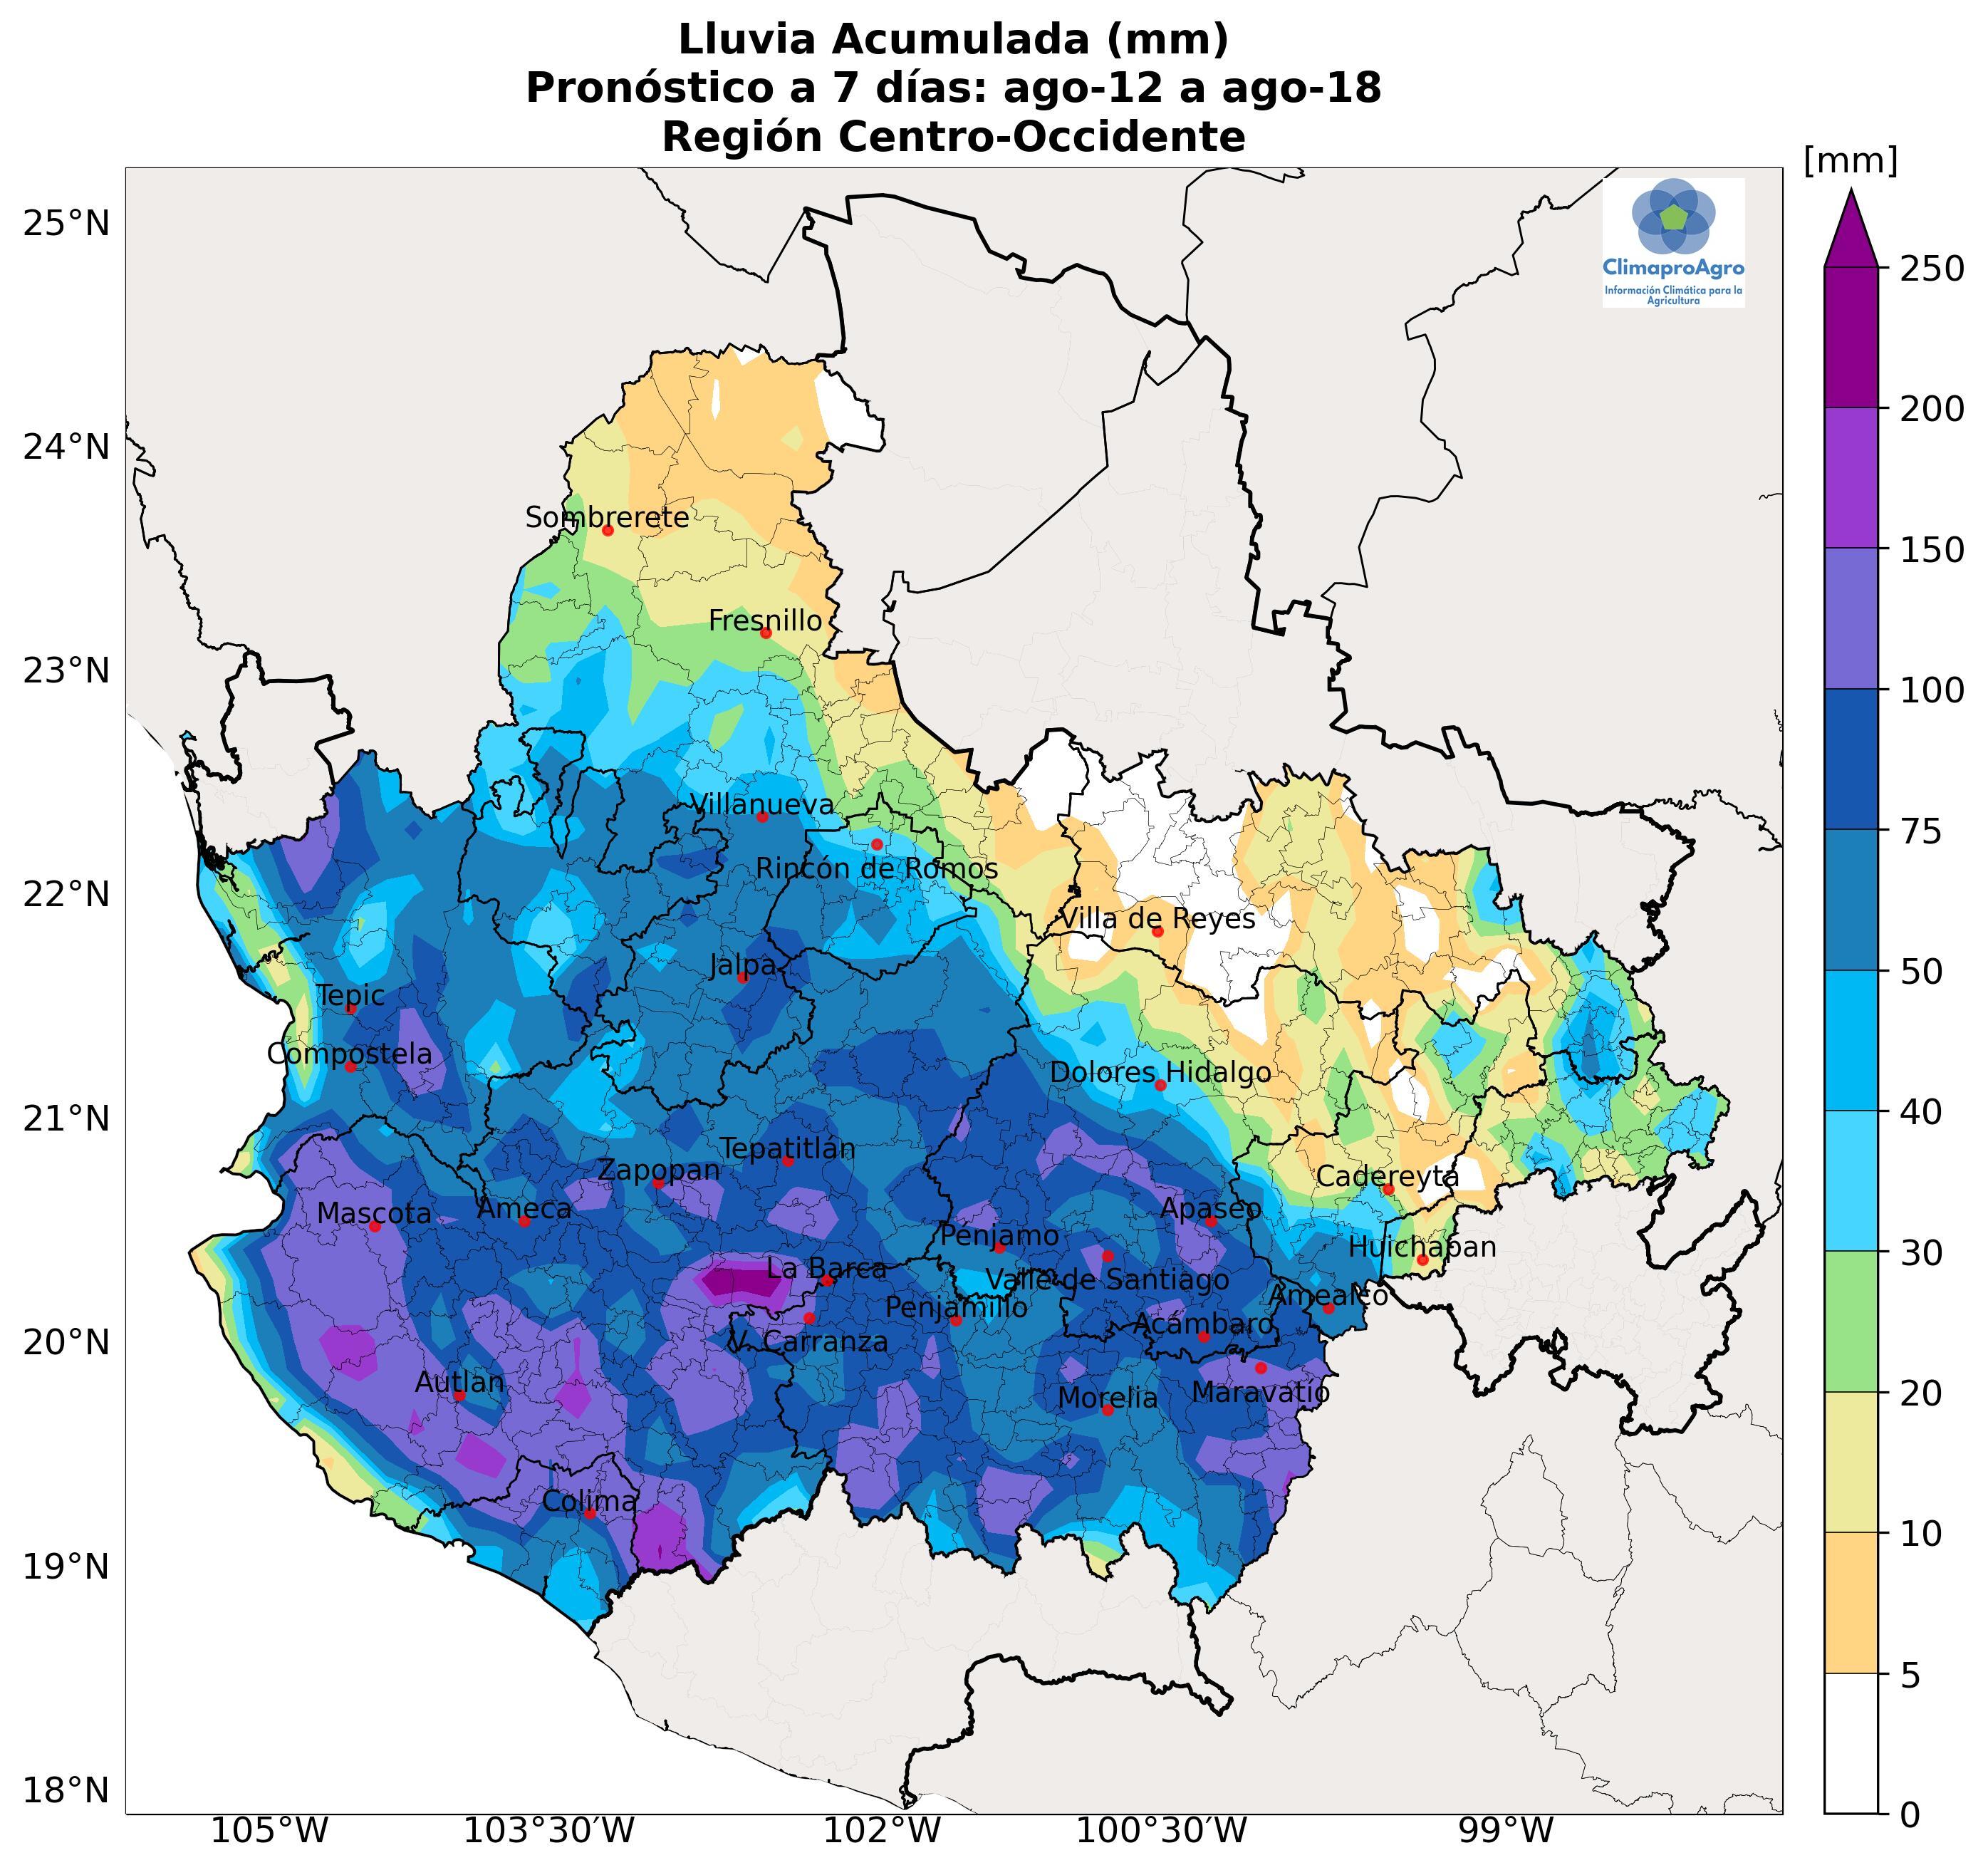 Lluvia Acumulada (mm)
Pronóstico a 7 días: ago-12 a ago-18
Región Centro-Occidente
[mm]
25°N
24°N
23°N
22°N
21°N
20°N
19°N
18°N
ClimaproAgro
Información Climática para la
Agricultura
Sombrerete
Fresnillo
Villanueva
Rincón de Romos
Villa de Reyes
Jalpa
Tepic
Compostela
Dolores Hidalgo
Tepatitlán
Zapopan
Cadereyta
Mascota
Ameca
Apaseo
Penjamo
Huichapan
La Barca
Valle de Santiago
Amealco
Penjamillo
Acámbaro
V. Carranza
Autlan
Morelia
Maravatío
Colima
250
200
150
100
75
50
40
30
20
10
5
0
105°W
103°30'W
102°W
100°30'W
99°W